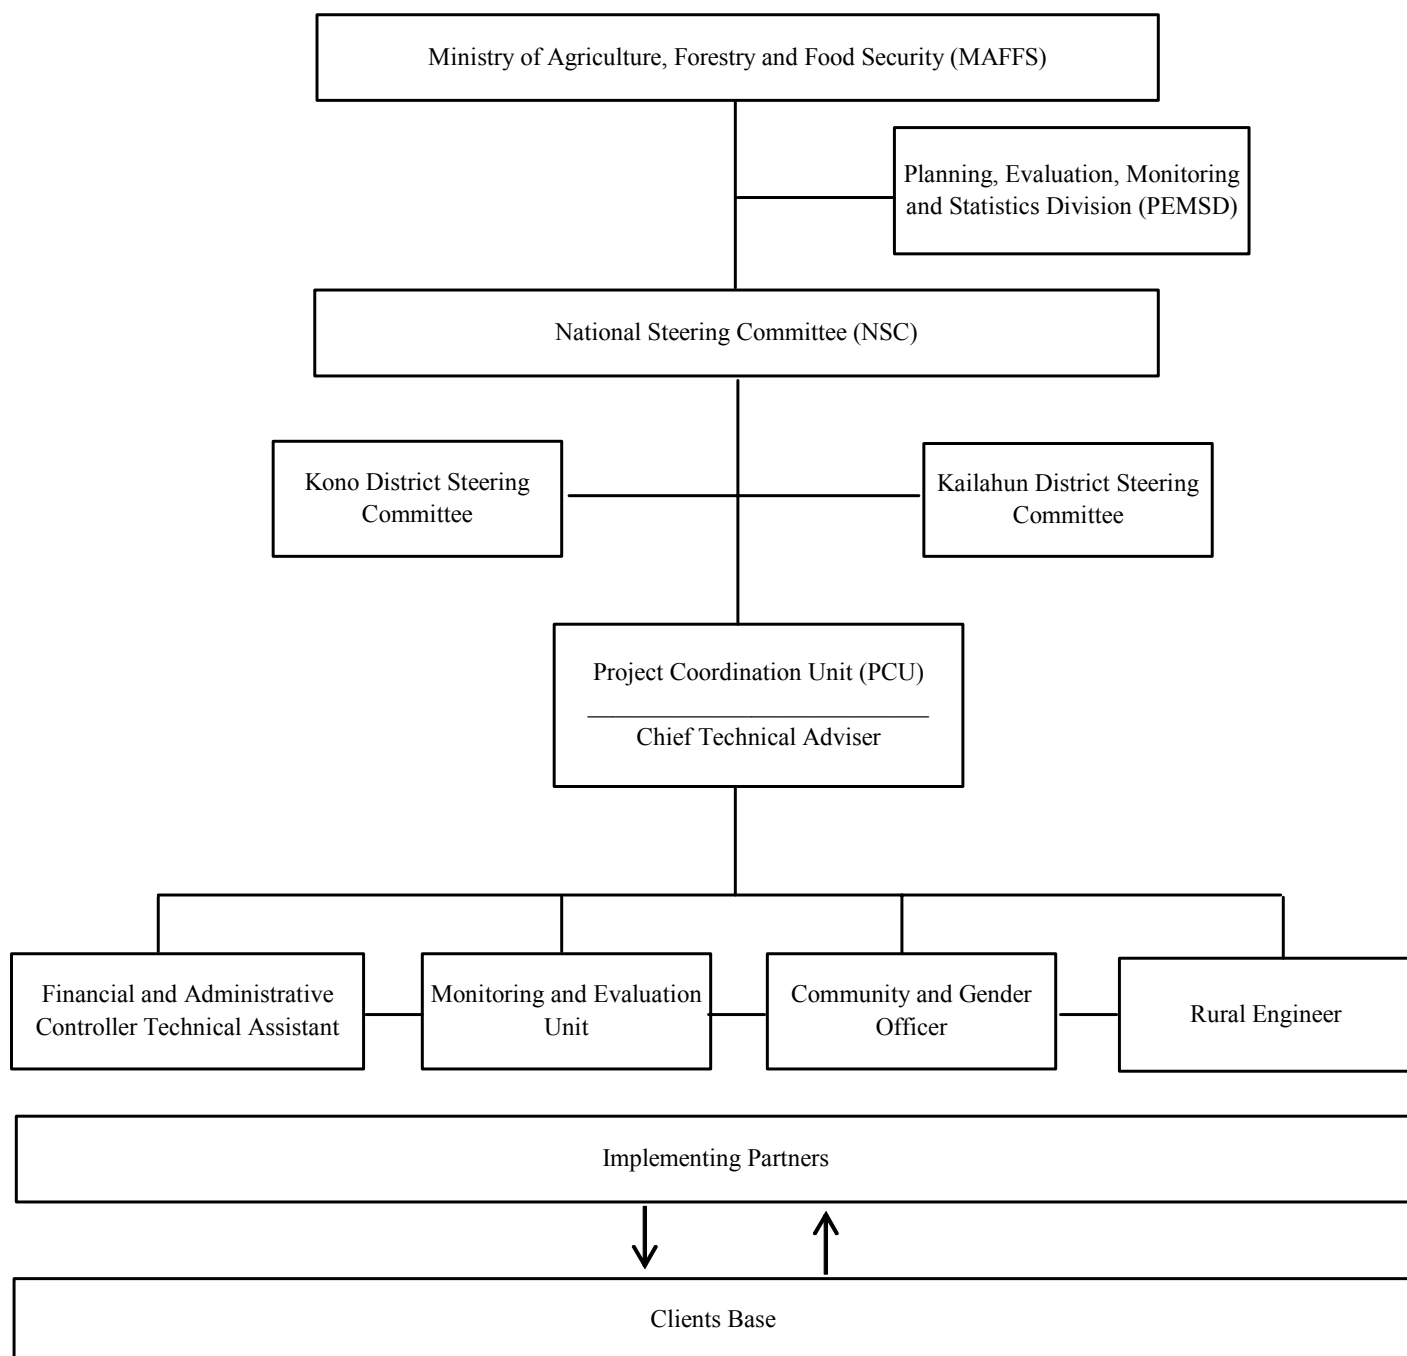 Ministry of Agriculture, Forestry and Food Security (MAFFS)
Planning, Evaluation, Monitoring
and Statistics Division (PEMSD)
National Steering Committee (NSC)
Kono District Steering
Committee
Kailahun District Steering
Committee
Project Coordination Unit (PCU)
Chief Technical Adviser
Financial and Administrative
Controller Technical Assistant
Monitoring and Evaluation
Unit
Community and Gender
Officer
Rural Engineer
Implementing Partners
Clients Base